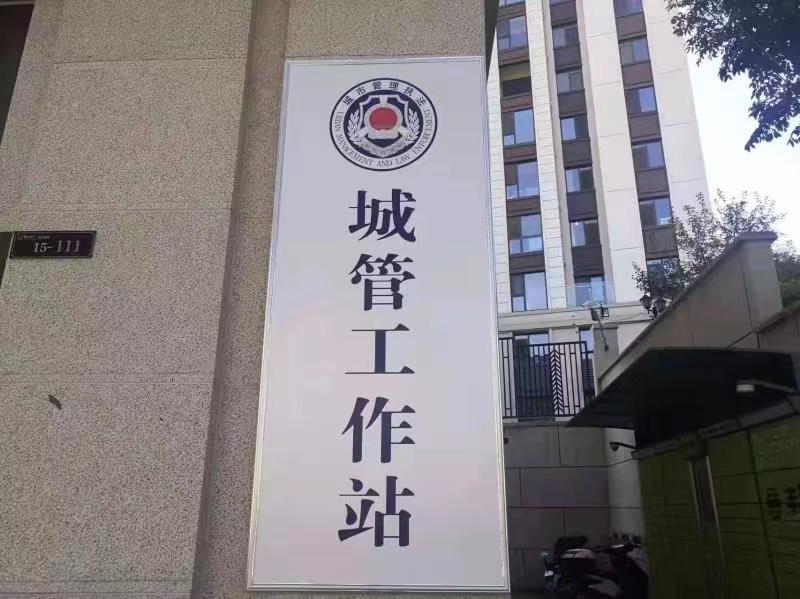 城市管理执法
URBAN MANAGEMENT AND LAW ENFORCEMENT
城管工作站
15-111